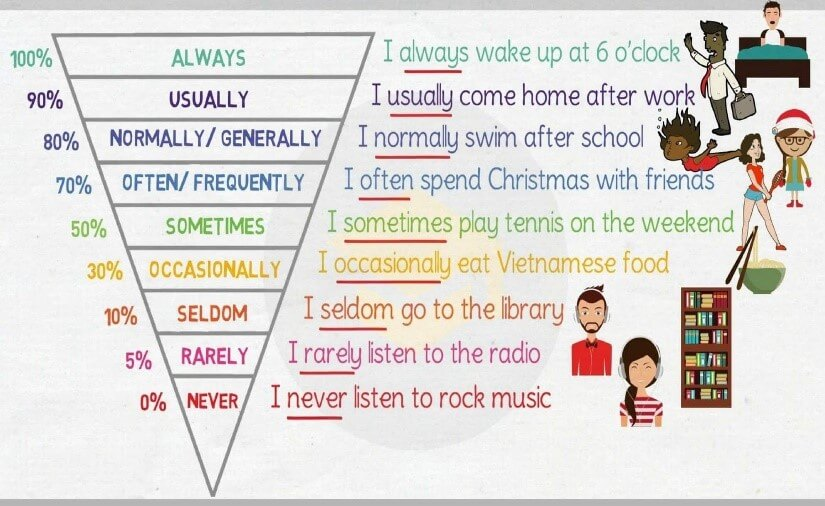 100% ALWAYS I always wake up at 6 o'clock
90% USUALLY I usually come home after work
80% NORMALLY/ GENERALLY I normally swim after school
70% OFTEN/ FREQUENTLY I often spend Christmas with friends
50% SOMETIMES I sometimes play tennis on the weekend
30% OCCASIONALLY I occasionally eat Vietnamese food
10% SELDOM I seldom go to the library
5% RARELY I rarely listen to the radio
0% NEVER I never listen to rock music